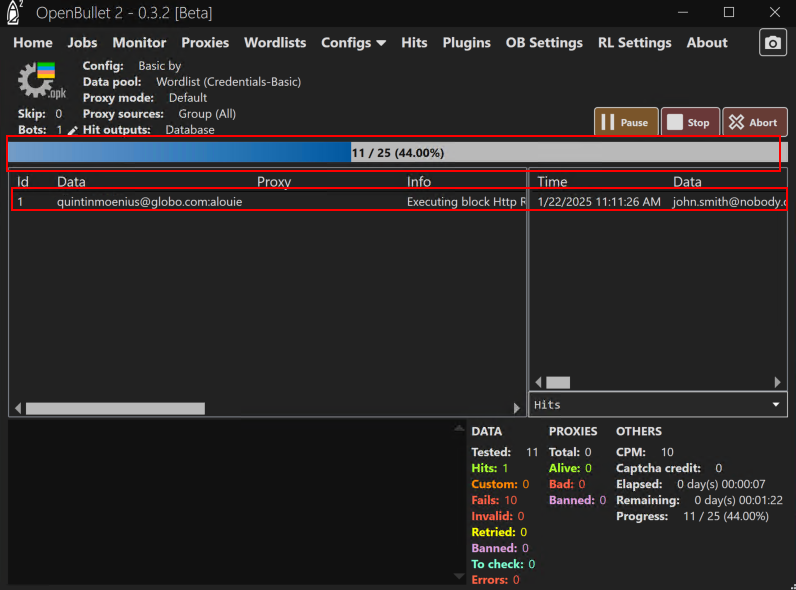 2
OpenBullet 2 - 0.3.2 [Beta]
Home Jobs Monitor Proxies Wordlists Configs Hits Plugins OB Settings RL Settings About
.opk
Config: Basic by
Data pool: Wordlist (Credentials-Basic)
Proxy mode: Default
Skip: 0 Proxy sources: Group (All)
Bots: 1 Hit outputs: Database
Pause Stop Abort
11 / 25 (44.00%)
Id Data Proxy Info Time Data
1 quintinmoenius@globo.com:alouie Executing block Http R 1/22/2025 11:11:26 AM john.smith@nobody.c
Hits
DATA PROXIES OTHERS
Tested: 11 Total: 0 CPM: 10
Hits: 1 Alive: 0 Captcha credit: 0
Custom: 0 Bad: 0 Elapsed: 0 day(s) 00:00:07
Fails: 10 Banned: 0 Remaining: 0 day(s) 00:01:22
Invalid: 0 Progress: 11 / 25 (44.00%)
Retried: 0
Banned: 0
To check: 0
Errors: 0